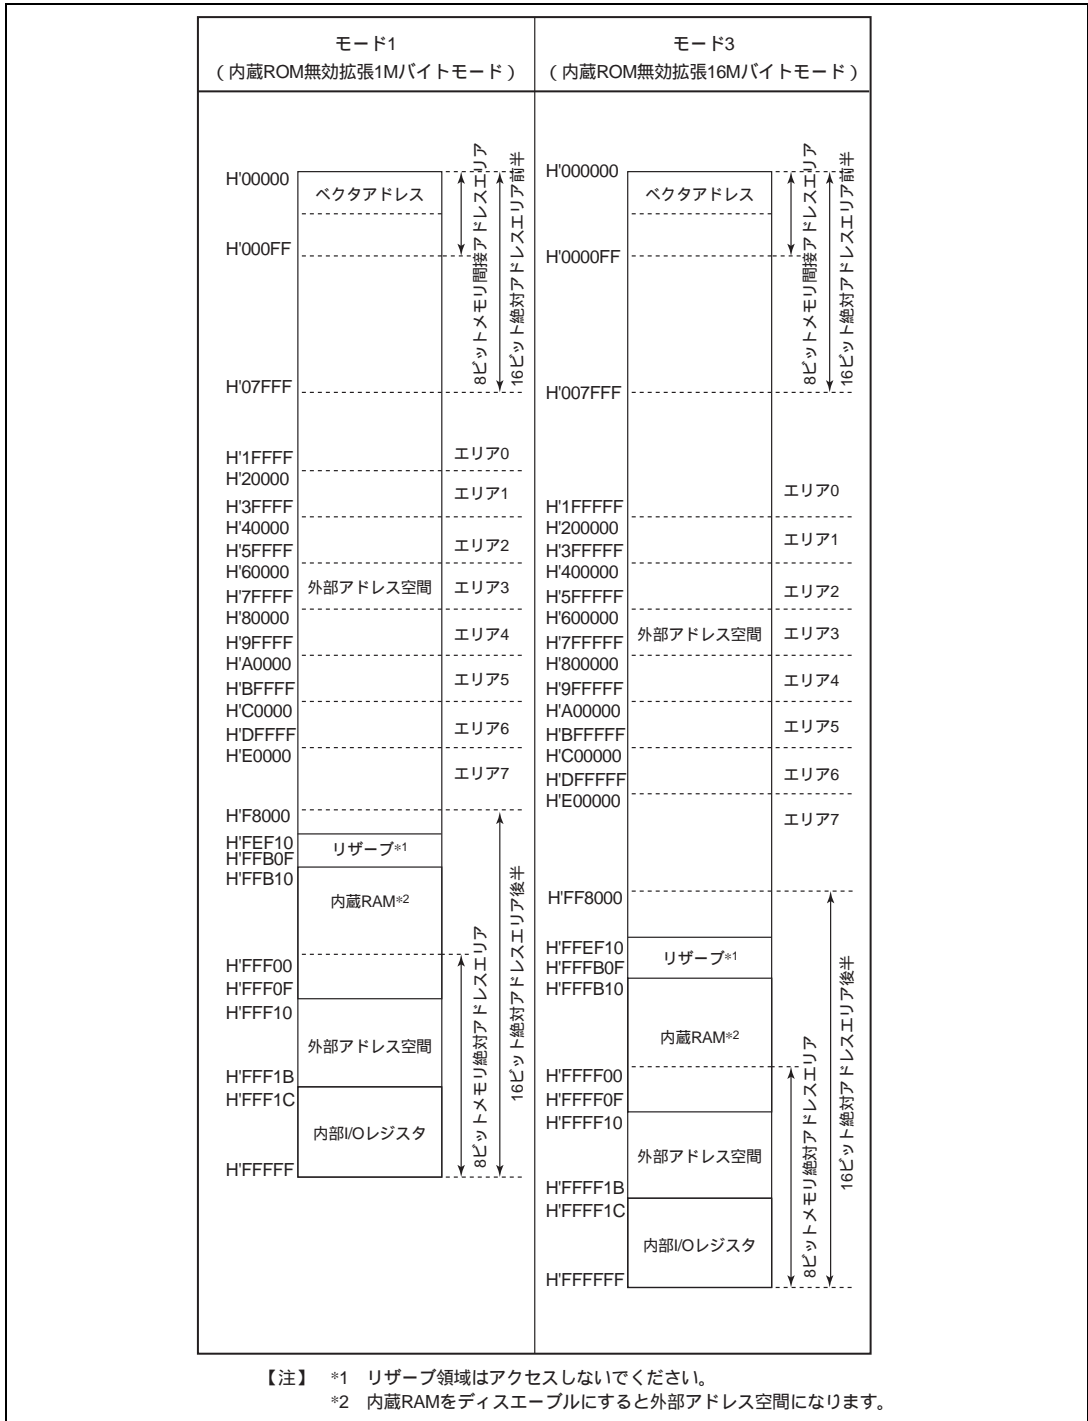 モード1
(内蔵ROM無効拡張1Mバイトモード)
H'00000
ベクタアドレス
H'000FF
8ビットメモリ間接アドレスエリア
16ビット絶対アドレスエリア前半
H'07FFF
H'1FFFF
エリア0
H'20000
エリア1
H'3FFFF
H'40000
エリア2
H'5FFFF
H'60000
外部アドレス空間
エリア3
H'7FFFF
H'80000
エリア4
H'9FFFF
H'A0000
エリア5
H'BFFFF
H'C0000
エリア6
H'DFFFF
H'E0000
エリア7
H'F8000
H'FEF10
リザーブ*1
H'FFB0F
H'FFB10
内蔵RAM*2
H'FFF00
H'FFF0F
H'FFF10
外部アドレス空間
H'FFF1B
H'FFF1C
内部I/Oレジスタ
H'FFFFF
8ビットメモリ絶対アドレスエリア
16ビット絶対アドレスエリア後半
モード3
(内蔵ROM無効拡張16Mバイトモード)
H'000000
ベクタアドレス
H'0000FF
8ビットメモリ間接アドレスエリア
16ビット絶対アドレスエリア前半
H'007FFF
エリア0
H'1FFFFF
H'200000
エリア1
H'3FFFFF
H'400000
エリア2
H'5FFFFF
H'600000
外部アドレス空間
エリア3
H'7FFFFF
H'800000
エリア4
H'9FFFFF
H'A00000
エリア5
H'BFFFFF
H'C00000
エリア6
H'DFFFFF
H'E00000
エリア7
H'FF8000
H'FFEF10
リザーブ*1
H'FFFB0F
H'FFFB10
内蔵RAM*2
H'FFFF00
H'FFFF0F
H'FFFF10
外部アドレス空間
H'FFFF1B
H'FFFF1C
内部I/Oレジスタ
H'FFFFFF
8ビットメモリ絶対アドレスエリア
16ビット絶対アドレスエリア後半
【注】 *1 リザーブ領域はアクセスしないでください。
*2 内蔵RAMをディスエーブルにすると外部アドレス空間になります。